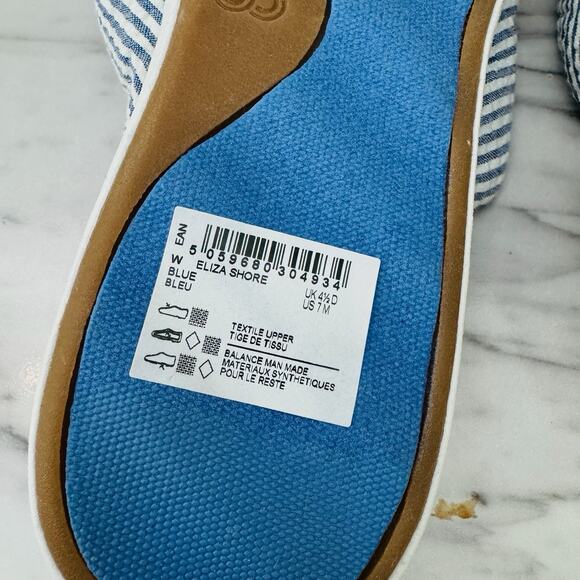 EAN
5 059680 304934
W ELIZA SHORE
BLUE
BLEU
UK 4½ D
US 7 M
TEXTILE UPPER
TIGE DE TISSU
BALANCE MAN MADE
MATERIAUX SYNTHÉTIQUES
POUR LE RESTE